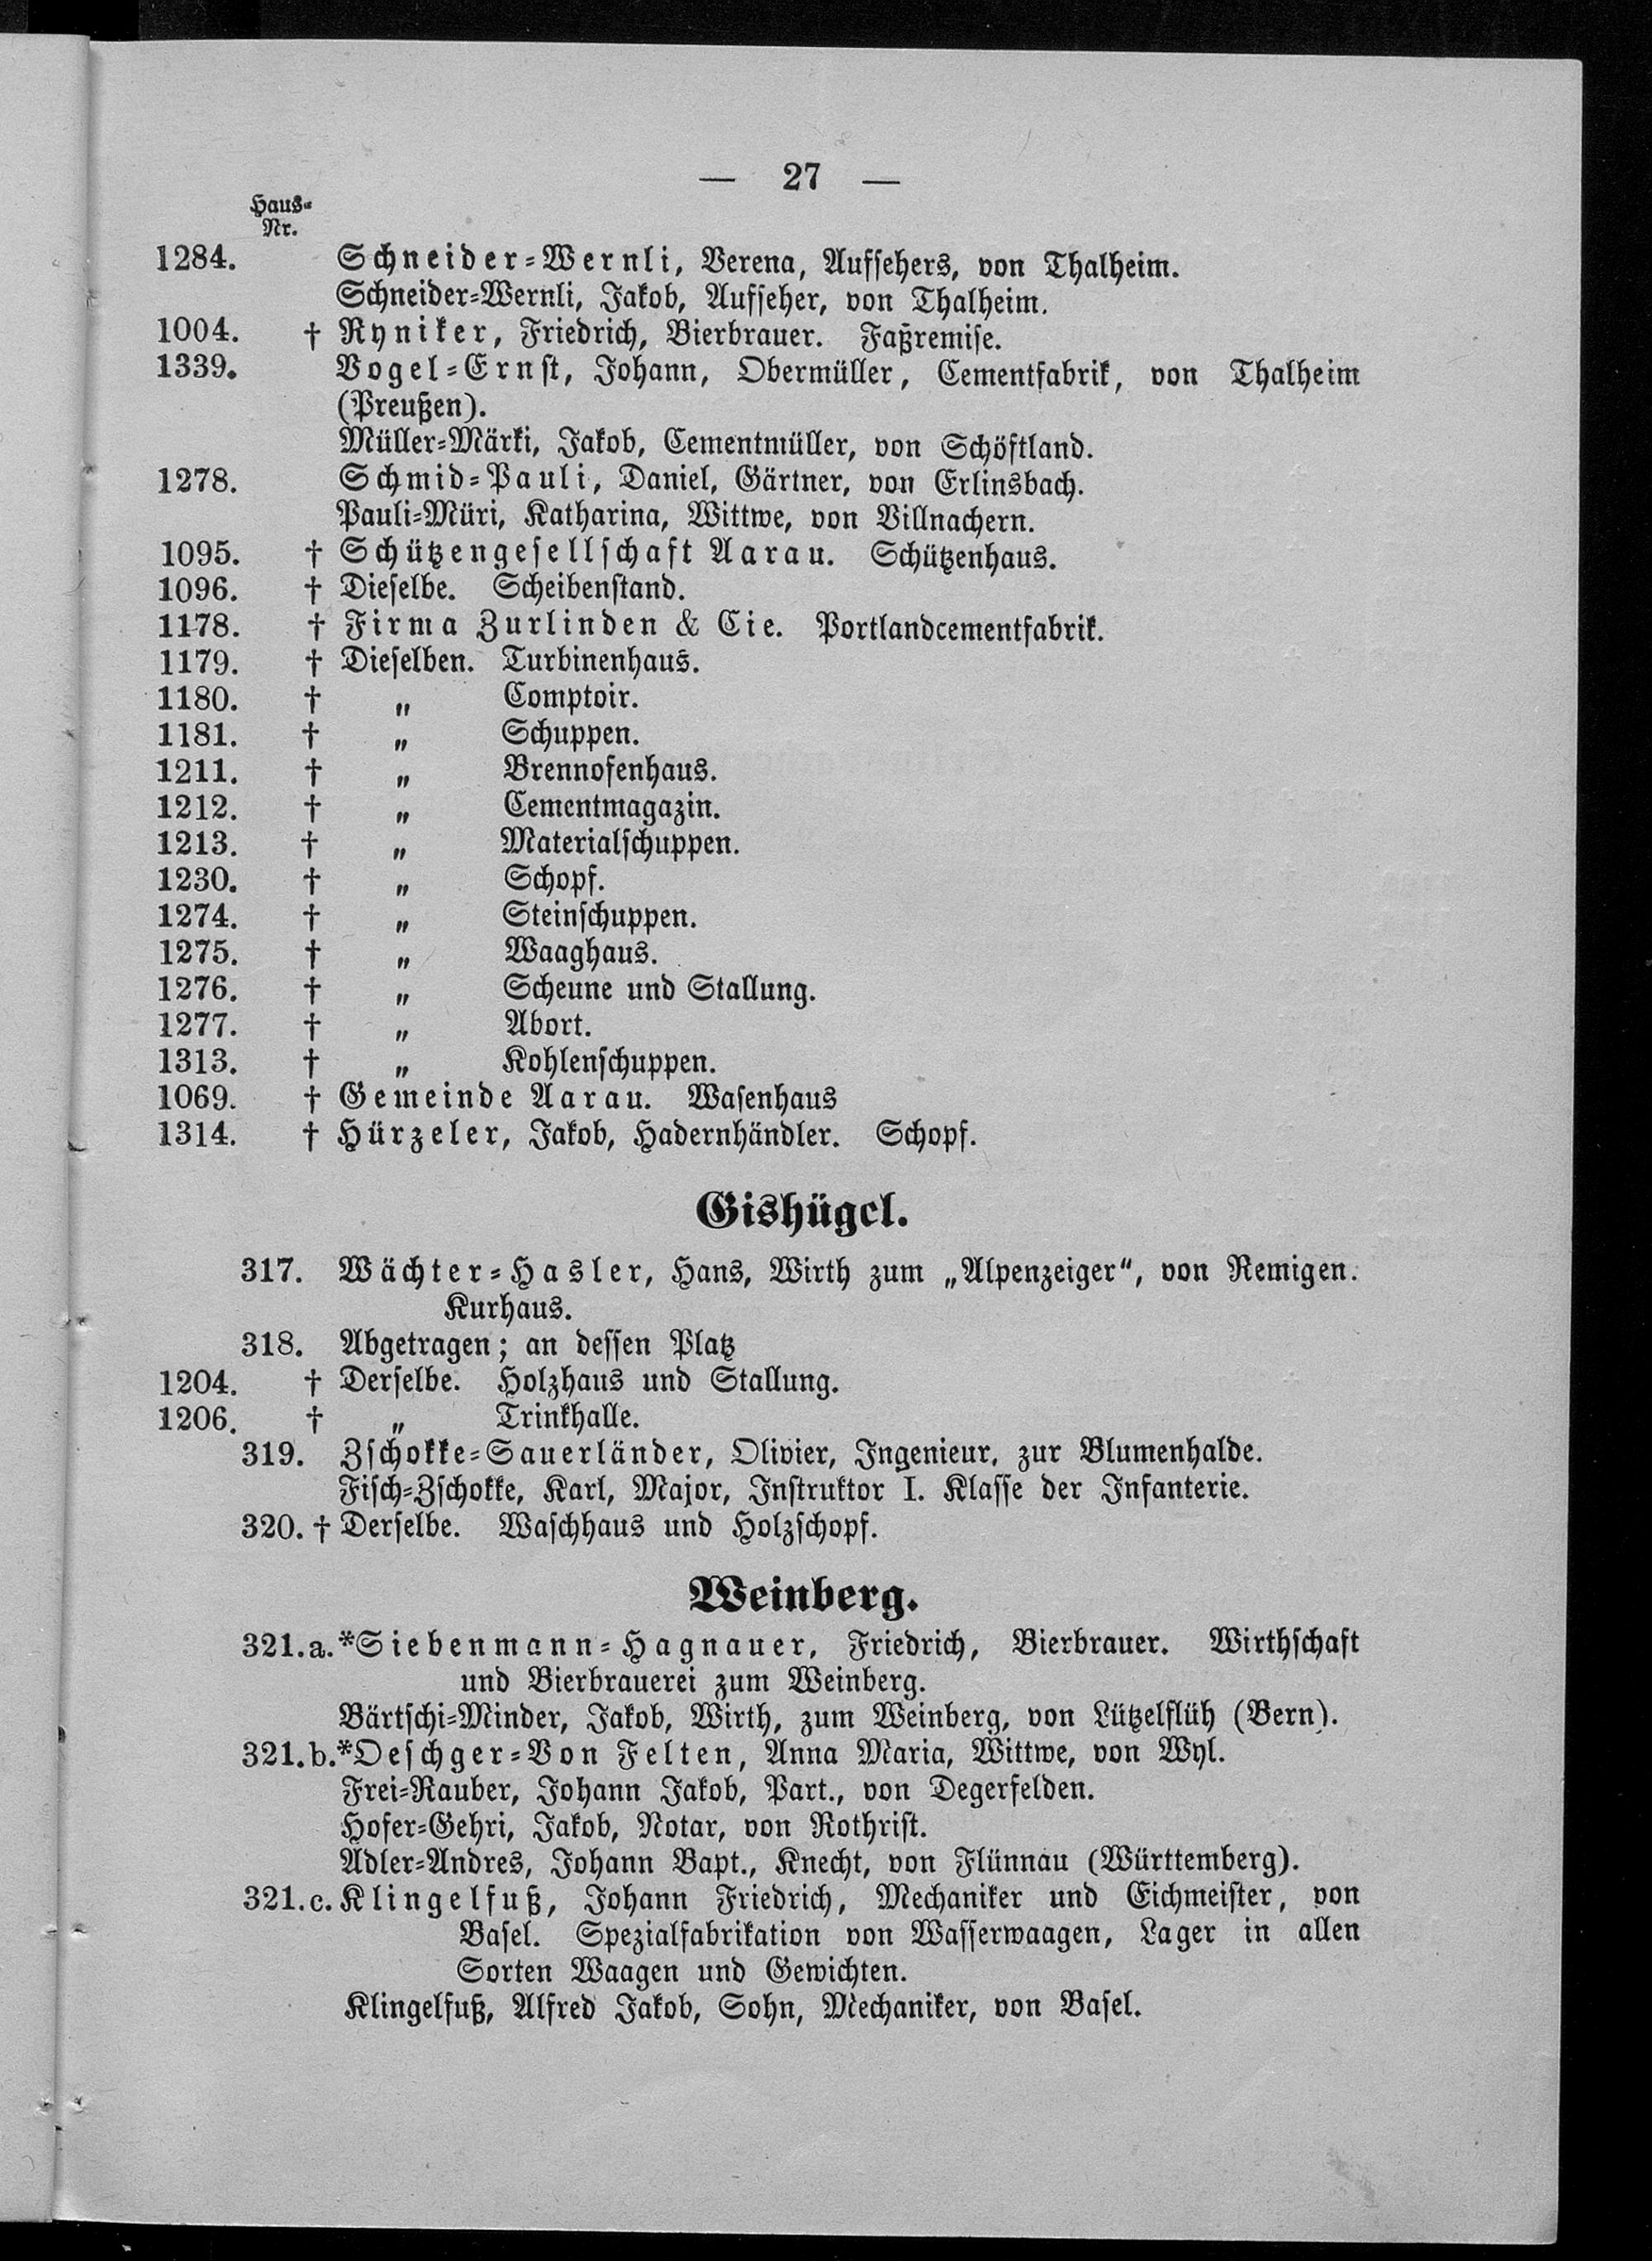 — 27 —
Haus-
Nr.
1284. Schneider-Wernli, Verena, Aufsehers, von Thalheim.
Schneider-Wernli, Jakob, Aufseher, von Thalheim.
1004. † Ryniker, Friedrich, Bierbrauer. Faßremise.
1339. Vogel-Ernst, Johann, Obermüller, Cementfabrik, von Thalheim
(Preußen).
Müller-Märki, Jakob, Cementmüller, von Schöftland.
1278. Schmid-Pauli, Daniel, Gärtner, von Erlinsbach.
Pauli-Müri, Katharina, Wittwe, von Villnachern.
1095. † Schützengesellschaft Aarau. Schützenhaus.
1096. † Dieselbe. Scheibenstand.
1178. † Firma Zurlinden & Cie. Portlandcementfabrik.
1179. † Dieselben. Turbinenhaus.
1180. † „ Comptoir.
1181. † „ Schuppen.
1211. † „ Brennofenhaus.
1212. † „ Cementmagazin.
1213. † „ Materialschuppen.
1230. † „ Schopf.
1274. † „ Steinschuppen.
1275. † „ Waaghaus.
1276. † „ Scheune und Stallung.
1277. † „ Abort.
1313. † „ Kohlenschuppen.
1069. † Gemeinde Aarau. Wasenhaus
1314. † Hürzeler, Jakob, Hadernhändler. Schopf.
Gishügel.
317. Wächter-Hasler, Hans, Wirth zum „Alpenzeiger“, von Remigen.
Kurhaus.
318. Abgetragen; an dessen Platz
1204. † Derselbe. Holzhaus und Stallung.
1206. † „ Trinkhalle.
319. Zschokke-Sauerländer, Olivier, Ingenieur, zur Blumenhalde.
Fisch-Zschokke, Karl, Major, Instruktor I. Klasse der Infanterie.
320. † Derselbe. Waschhaus und Holzschopf.
Weinberg.
321.a. *Siebenmann-Hagnauer, Friedrich, Bierbrauer. Wirthschaft
und Bierbrauerei zum Weinberg.
Bärtschi-Minder, Jakob, Wirth, zum Weinberg, von Lützelflüh (Bern).
321.b. *Oeschger-Von Felten, Anna Maria, Wittwe, von Wyl.
Frei-Rauber, Johann Jakob, Part., von Degerfelden.
Hofer-Gehri, Jakob, Notar, von Rothrist.
Adler-Andres, Johann Bapt., Knecht, von Flünnau (Württemberg).
321.c. Klingelfuß, Johann Friedrich, Mechaniker und Eichmeister, von
Basel. Spezialfabrikation von Wasserwaagen, Lager in allen
Sorten Waagen und Gewichten.
Klingelfuß, Alfred Jakob, Sohn, Mechaniker, von Basel.